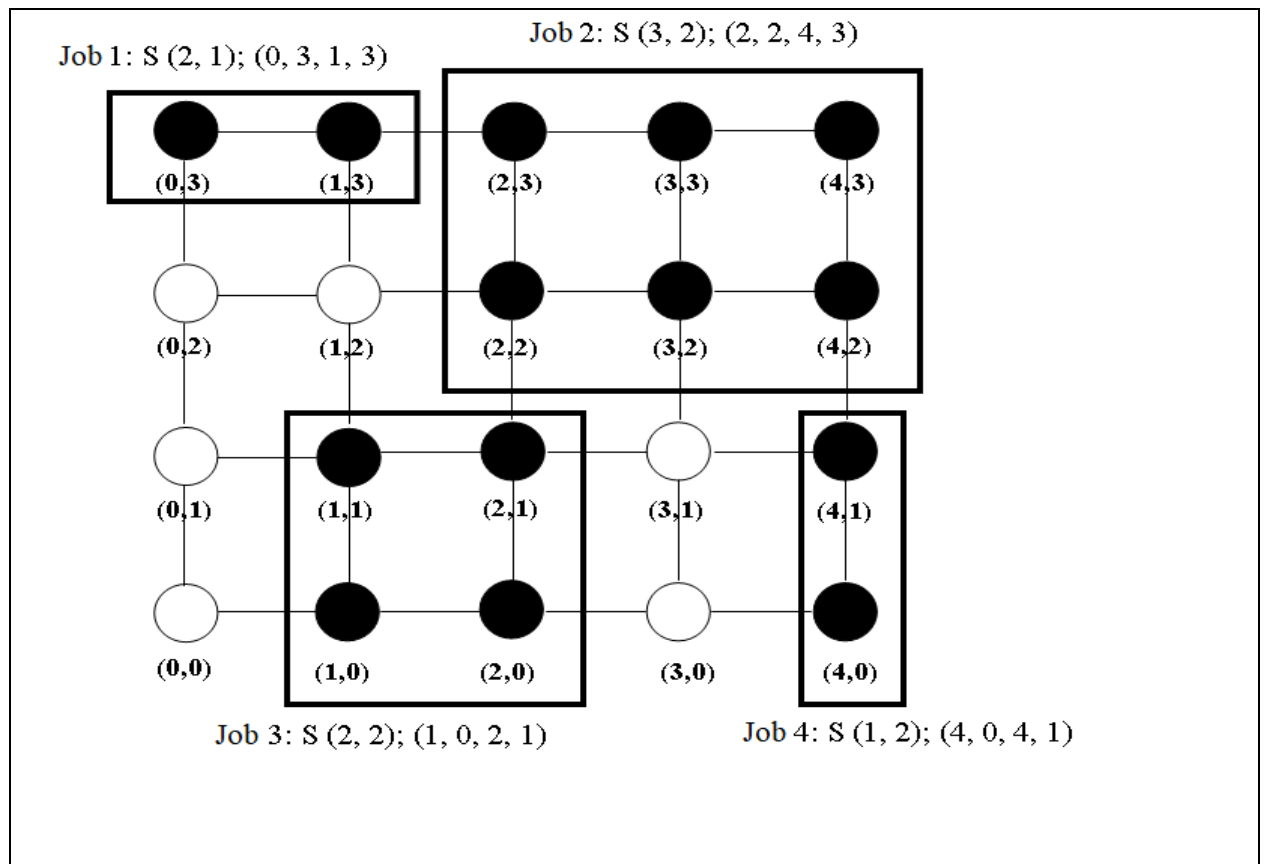 Job 2: S (3, 2); (2, 2, 4, 3)
Job 1: S (2, 1); (0, 3, 1, 3)
(0,3) (1,3) (2,3) (3,3) (4,3)
(0,2) (1,2) (2,2) (3,2) (4,2)
(0,1) (1,1) (2,1) (3,1) (4,1)
(0,0) (1,0) (2,0) (3,0) (4,0)
Job 3: S (2, 2); (1, 0, 2, 1)
Job 4: S (1, 2); (4, 0, 4, 1)